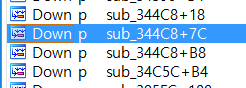 Down p sub_344C8+18
Down p sub_344C8+7C
Down p sub_344C8+B8
Down p sub_34C5C+B4